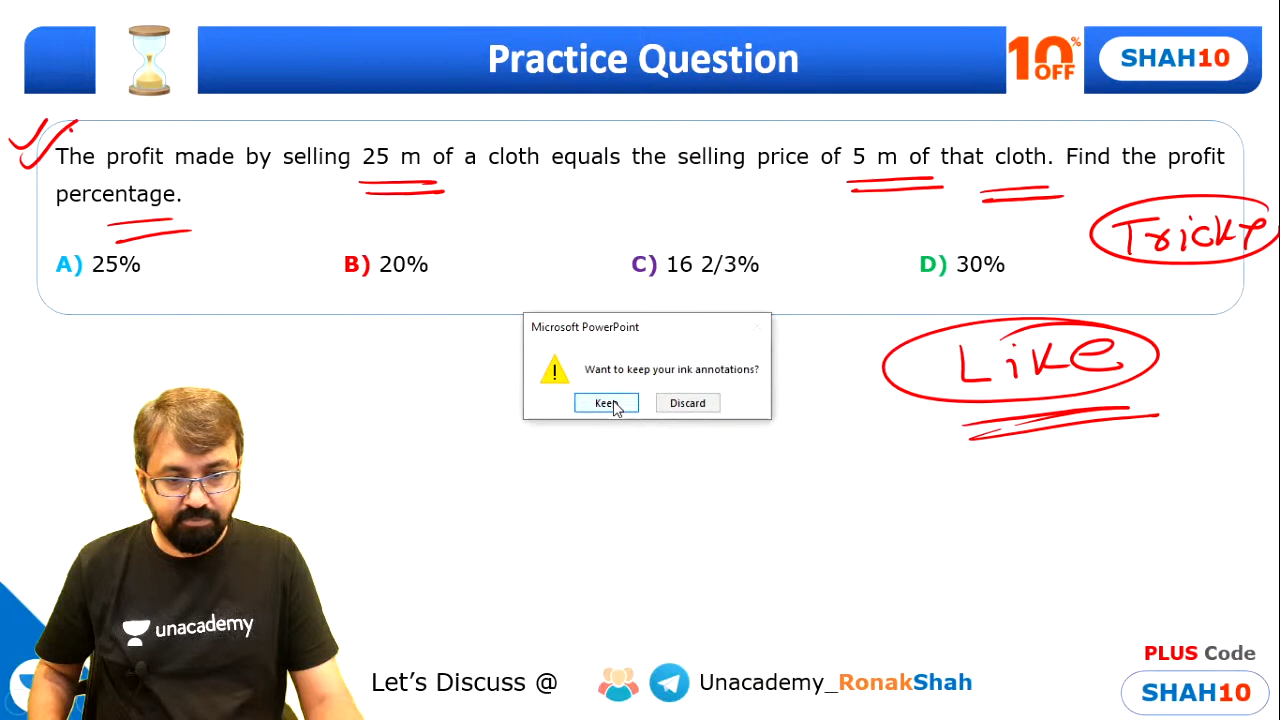 Practice Question
10% OFF
SHAH10
The profit made by selling 25 m of a cloth equals the selling price of 5 m of that cloth. Find the profit
percentage.
Tricky
A) 25%
B) 20%
C) 16 2/3%
D) 30%
Microsoft PowerPoint
Want to keep your ink annotations?
Keep
Discard
Like
unacademy
PLUS Code
Let's Discuss @
Unacademy_RonakShah
SHAH10